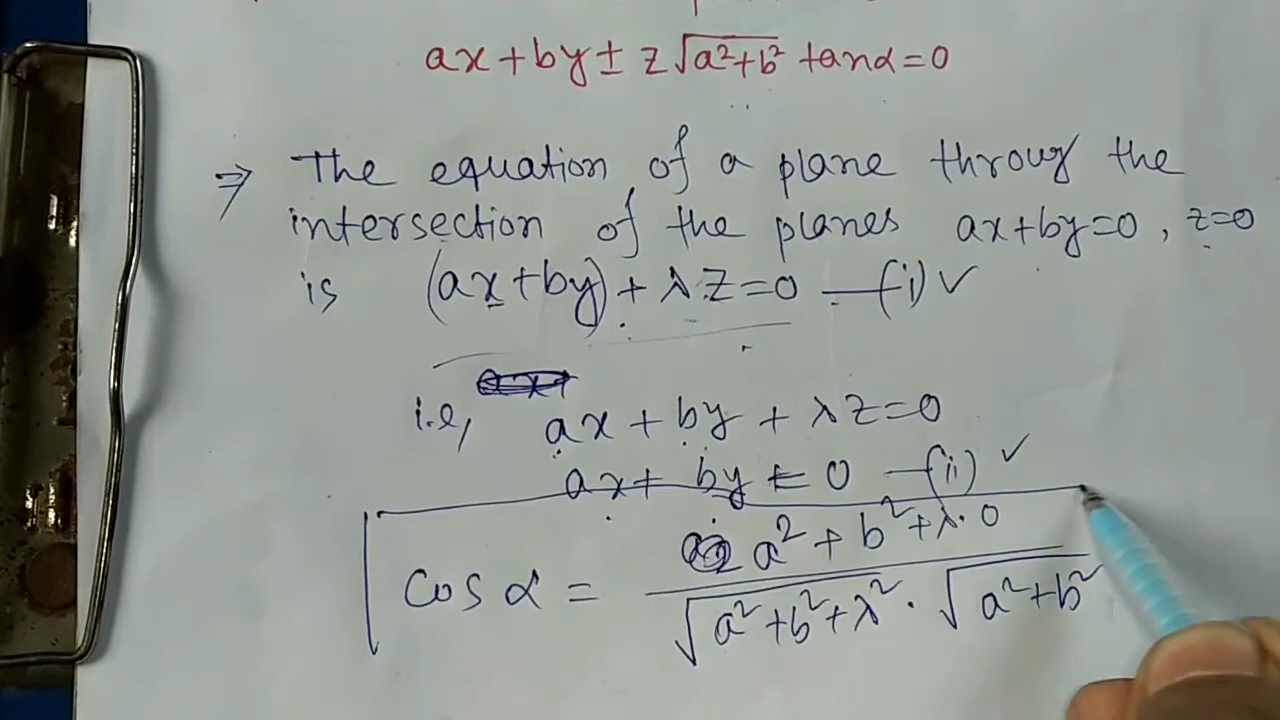 ax+by± z√a²+b² tanα=0
⇒ The equation of a plane throug the
intersection of the planes ax+by=0, z=0
is (ax+by)+λz=0 —(i)✓
i.e, ax+by+λz=0
ax+by=0 —(ii) ✓
Cos α = a²+b²+λ·0 / √a²+b²+λ² · √a²+b²